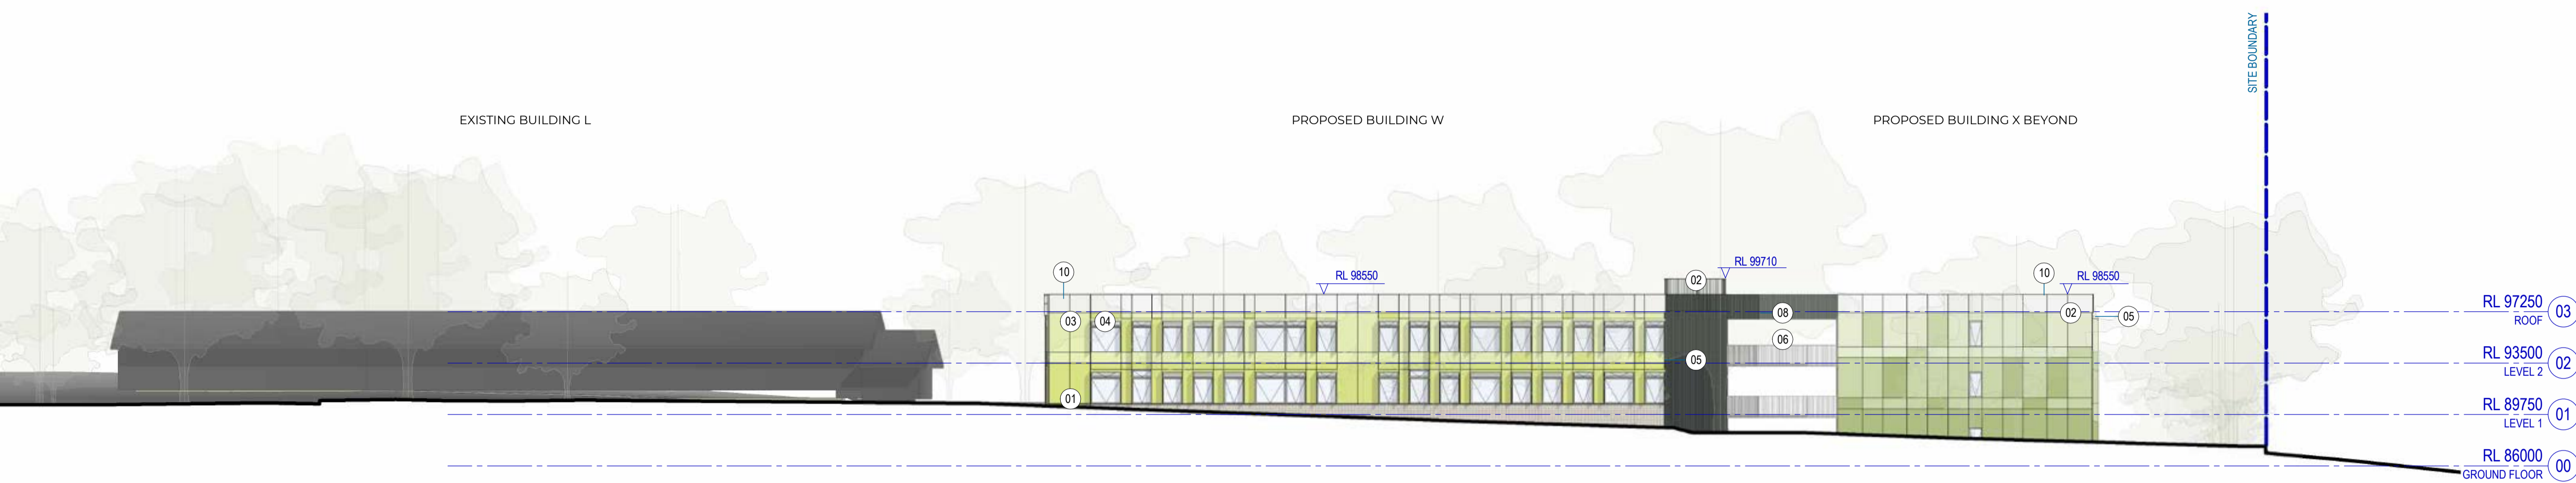 SITE BOUNDARY
EXISTING BUILDING L
PROPOSED BUILDING W
PROPOSED BUILDING X BEYOND
RL 99710
10
RL 98550
02
10
RL 98550
03
04
08
02
05
06
05
01
RL 97250
ROOF
03
RL 93500
LEVEL 2
02
RL 89750
LEVEL 1
01
RL 86000
GROUND FLOOR
00